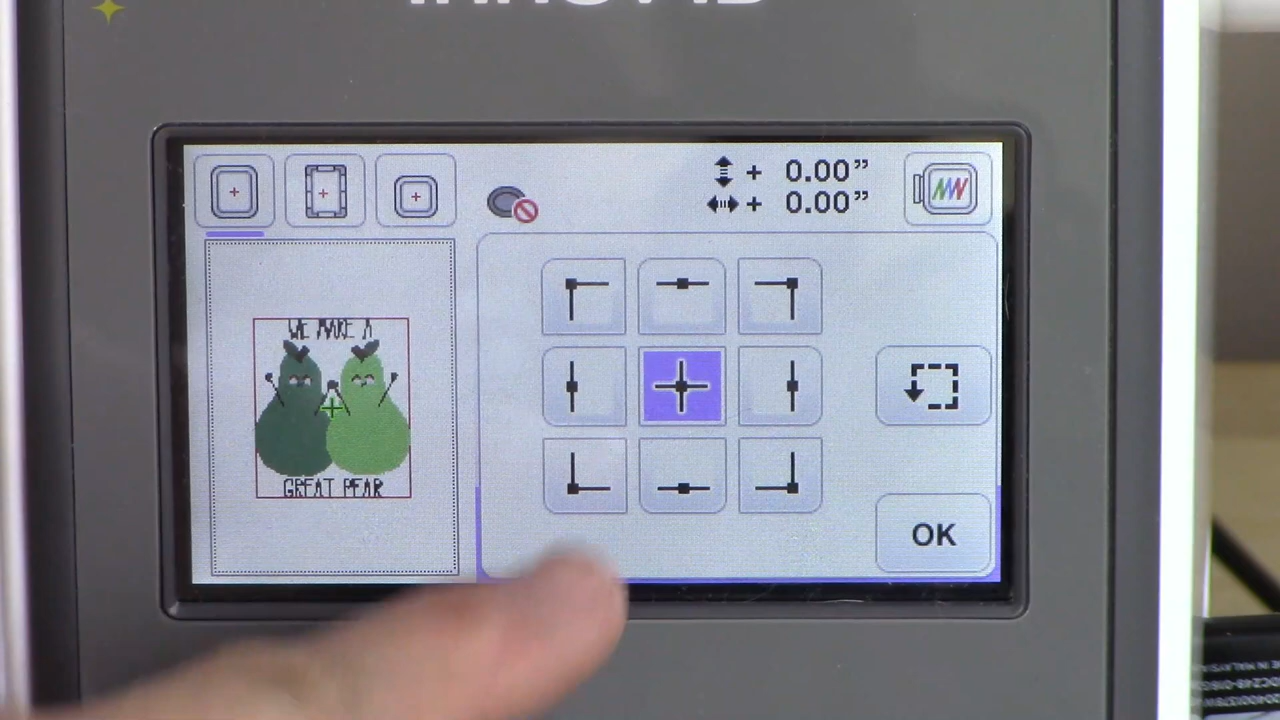 + 0.00”
+ 0.00”
WE MAKE A
GREAT PEAR
OK